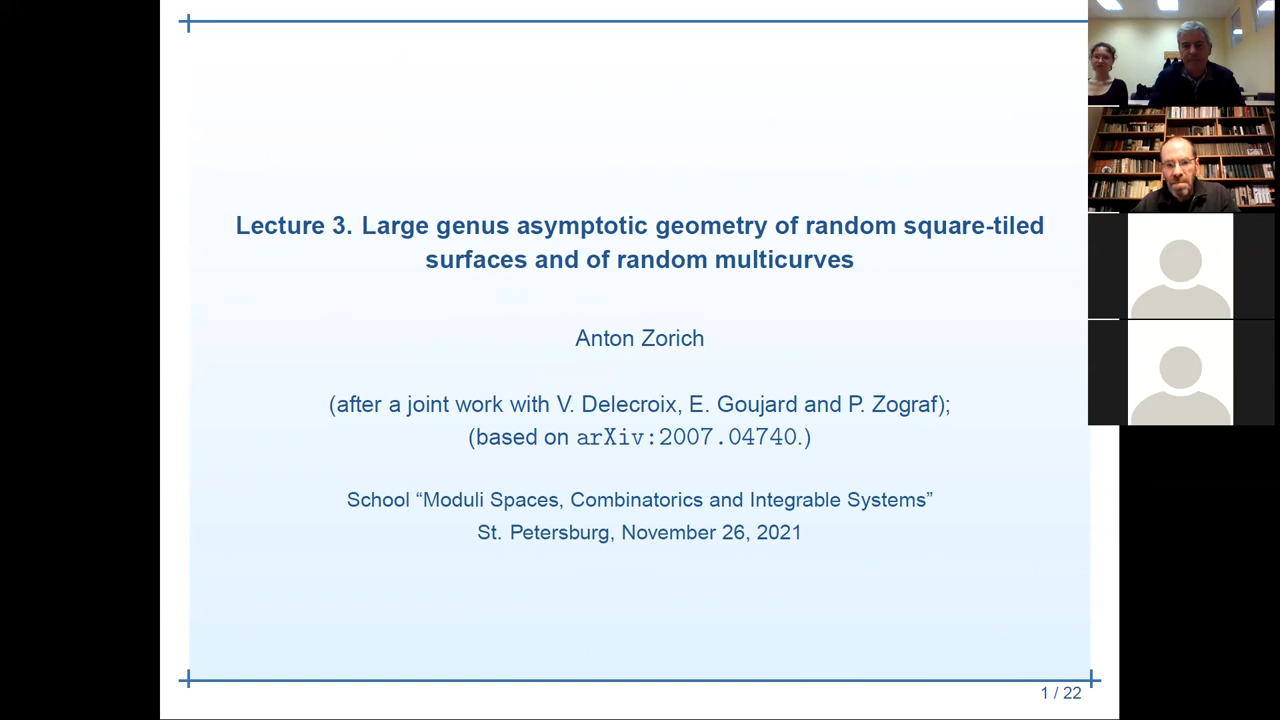 Lecture 3. Large genus asymptotic geometry of random square-tiled
surfaces and of random multicurves
Anton Zorich
(after a joint work with V. Delecroix, E. Goujard and P. Zograf);
(based on arXiv:2007.04740.)
School “Moduli Spaces, Combinatorics and Integrable Systems”
St. Petersburg, November 26, 2021
1 / 22